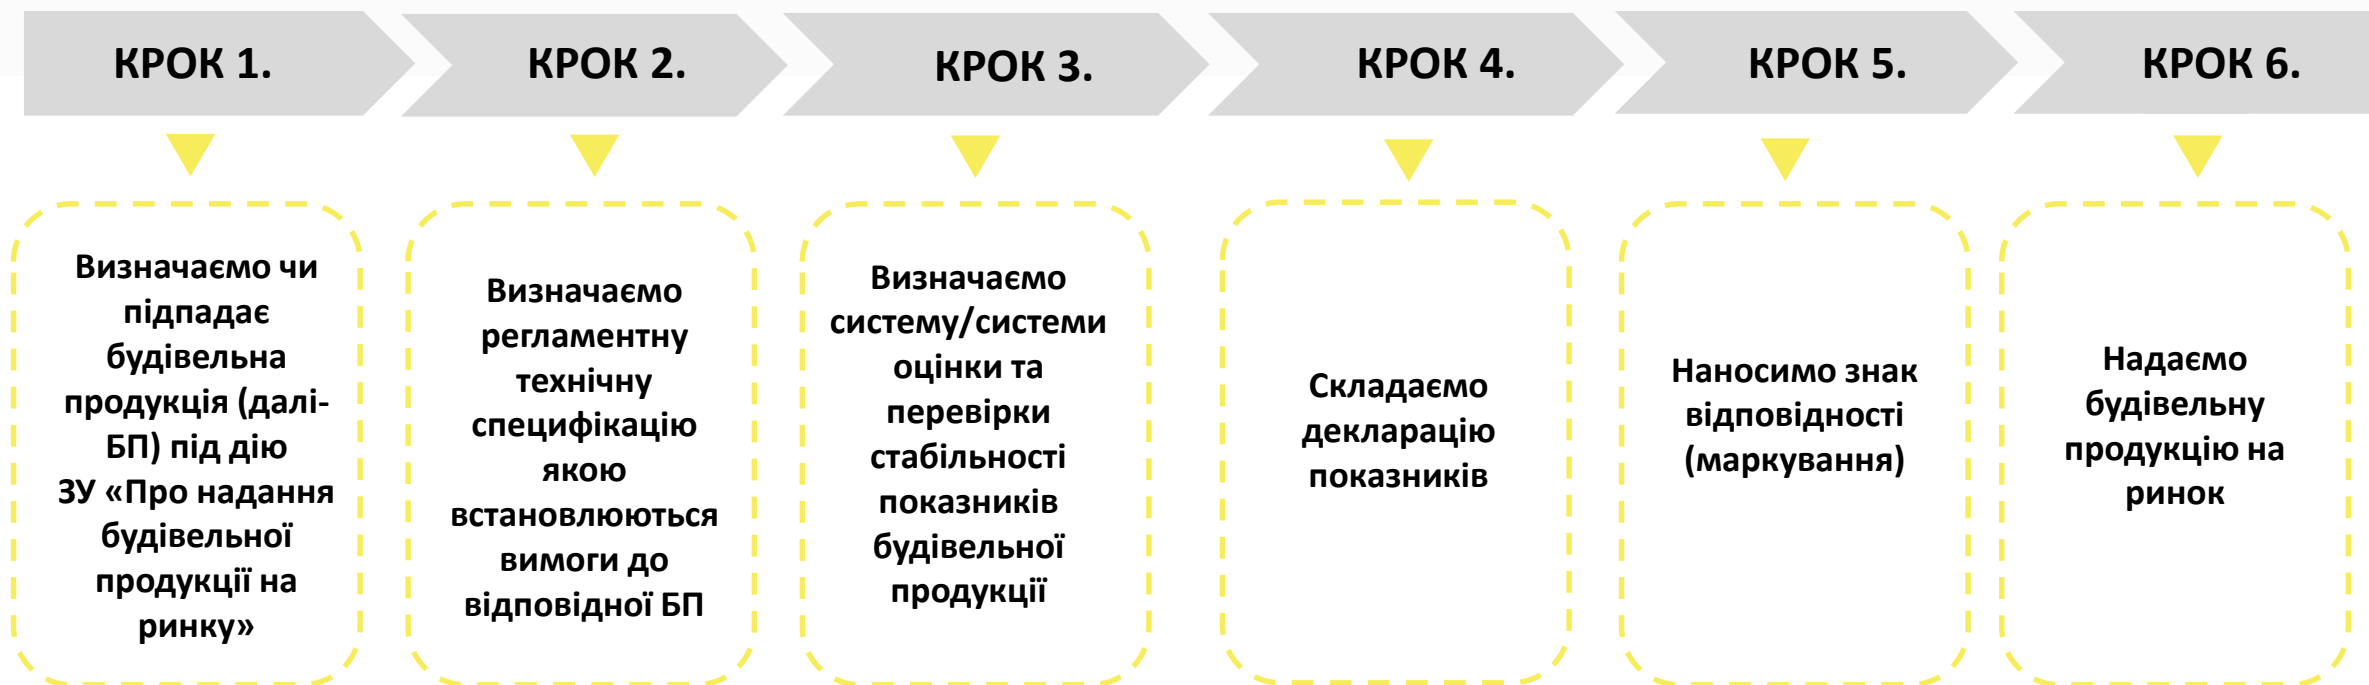 КРОК 1.
КРОК 2.
КРОК 3.
КРОК 4.
КРОК 5.
КРОК 6.
Визначаємо чи
підпадає
будівельна
продукція (далі-
БП) під дію
ЗУ «Про надання
будівельної
продукції на
ринку»
Визначаємо
регламентну
технічну
специфікацію
якою
встановлюються
вимоги до
відповідної БП
Визначаємо
систему/системи
оцінки та
перевірки
стабільності
показників
будівельної
продукції
Складаємо
декларацію
показників
Наносимо знак
відповідності
(маркування)
Надаємо
будівельну
продукцію на
ринок